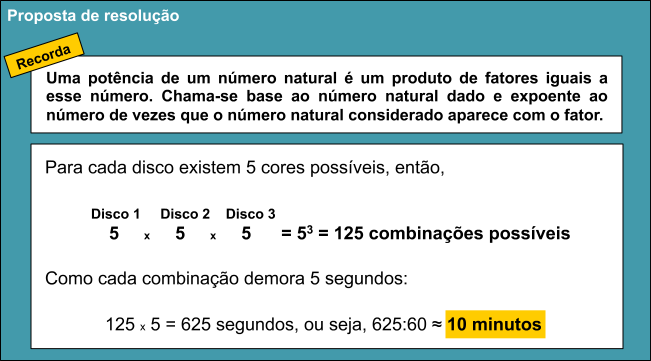 Proposta de resolução
Recorda
Uma potência de um número natural é um produto de fatores iguais a
esse número. Chama-se base ao número natural dado e expoente ao
número de vezes que o número natural considerado aparece com o fator.
Para cada disco existem 5 cores possíveis, então,
Disco 1 Disco 2 Disco 3
5 x 5 x 5 = 5³ = 125 combinações possíveis
Como cada combinação demora 5 segundos:
125 x 5 = 625 segundos, ou seja, 625:60 ≈ 10 minutos